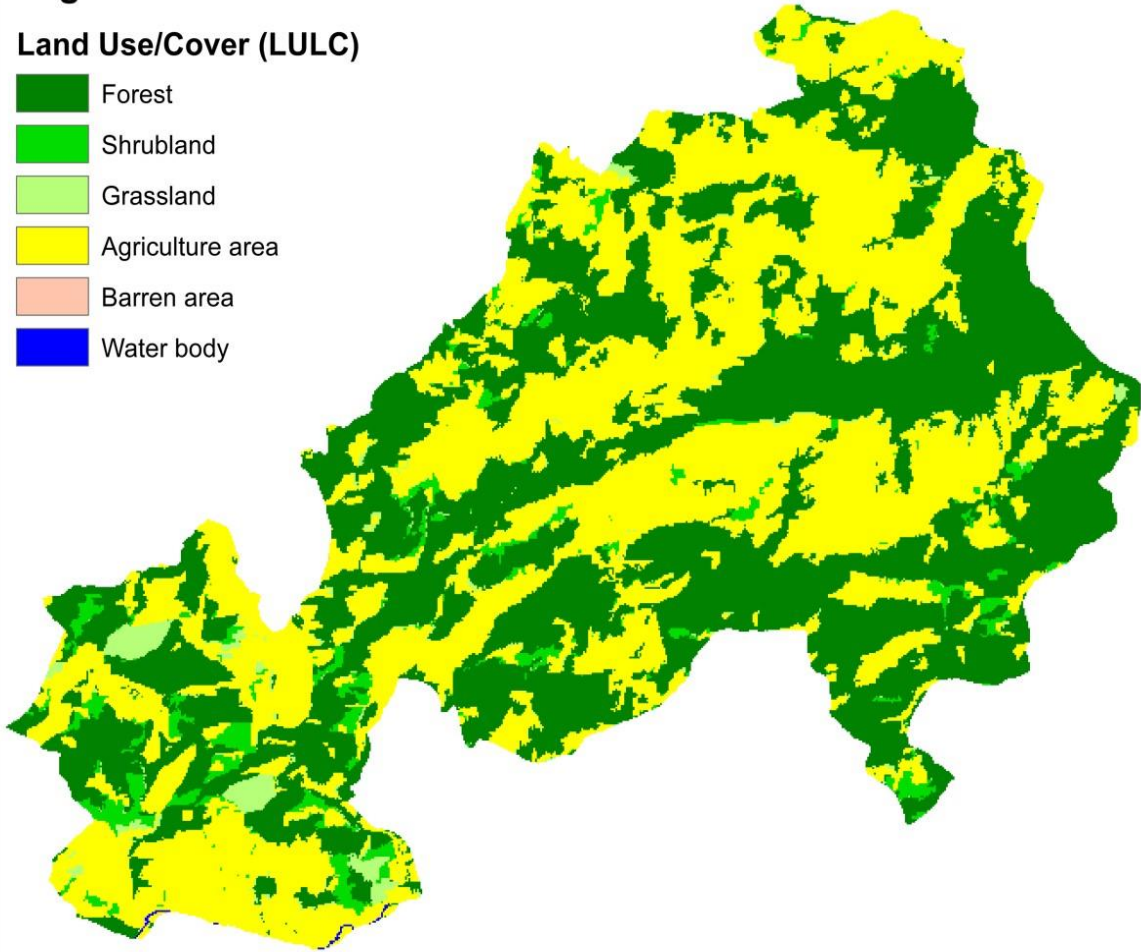 Land Use/Cover (LULC)
Forest
Shrubland
Grassland
Agriculture area
Barren area
Water body